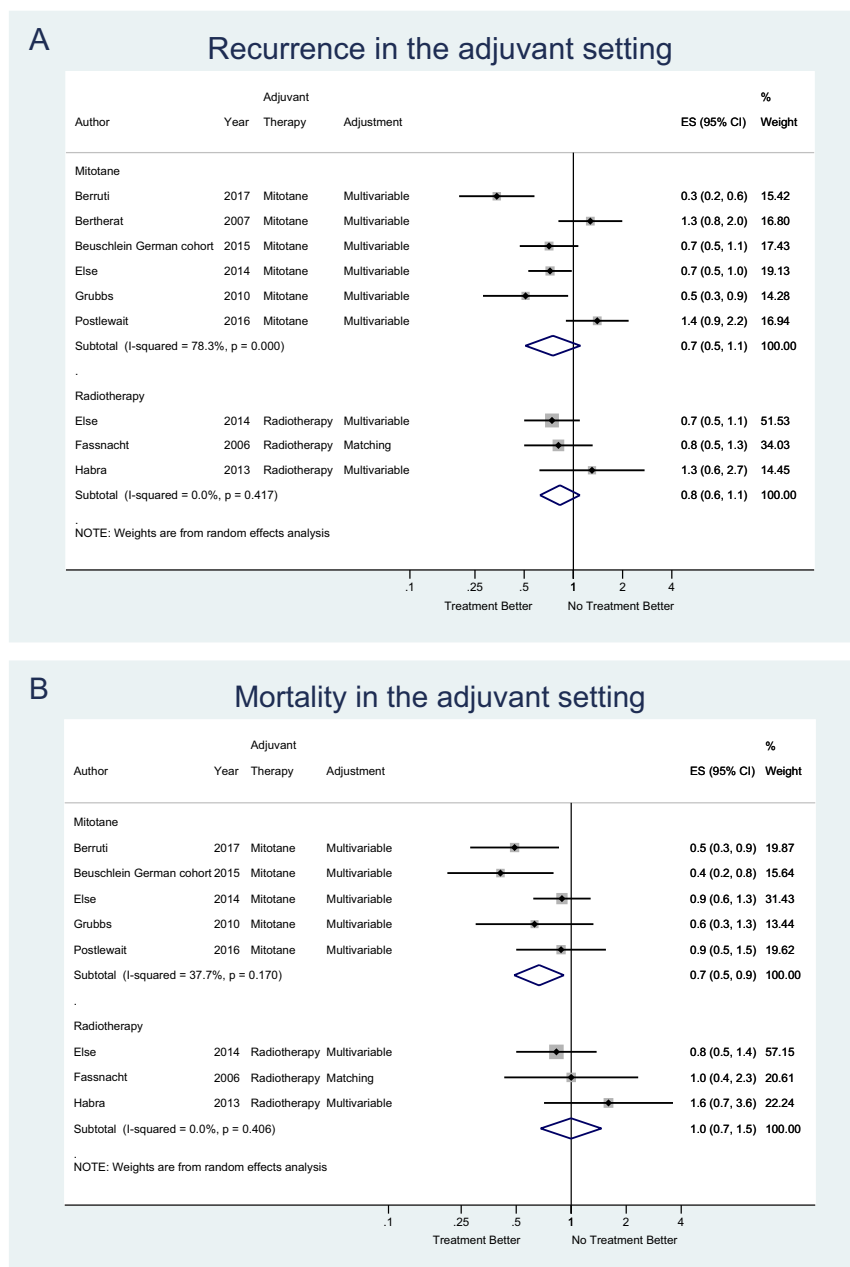 A
Recurrence in the adjuvant setting
Adjuvant %
Author Year Therapy Adjustment ES (95% CI) Weight
Mitotane
Berruti 2017 Mitotane Multivariable 0.3 (0.2, 0.6) 15.42
Bertherat 2007 Mitotane Multivariable 1.3 (0.8, 2.0) 16.80
Beuschlein German cohort 2015 Mitotane Multivariable 0.7 (0.5, 1.1) 17.43
Else 2014 Mitotane Multivariable 0.7 (0.5, 1.0) 19.13
Grubbs 2010 Mitotane Multivariable 0.5 (0.3, 0.9) 14.28
Postlewait 2016 Mitotane Multivariable 1.4 (0.9, 2.2) 16.94
Subtotal (I-squared = 78.3%, p = 0.000) 0.7 (0.5, 1.1) 100.00
.
Radiotherapy
Else 2014 Radiotherapy Multivariable 0.7 (0.5, 1.1) 51.53
Fassnacht 2006 Radiotherapy Matching 0.8 (0.5, 1.3) 34.03
Habra 2013 Radiotherapy Multivariable 1.3 (0.6, 2.7) 14.45
Subtotal (I-squared = 0.0%, p = 0.417) 0.8 (0.6, 1.1) 100.00
.
NOTE: Weights are from random effects analysis
.1 .25 .5 1 2 4
Treatment Better No Treatment Better
B
Mortality in the adjuvant setting
Adjuvant %
Author Year Therapy Adjustment ES (95% CI) Weight
Mitotane
Berruti 2017 Mitotane Multivariable 0.5 (0.3, 0.9) 19.87
Beuschlein German cohort 2015 Mitotane Multivariable 0.4 (0.2, 0.8) 15.64
Else 2014 Mitotane Multivariable 0.9 (0.6, 1.3) 31.43
Grubbs 2010 Mitotane Multivariable 0.6 (0.3, 1.3) 13.44
Postlewait 2016 Mitotane Multivariable 0.9 (0.5, 1.5) 19.62
Subtotal (I-squared = 37.7%, p = 0.170) 0.7 (0.5, 0.9) 100.00
.
Radiotherapy
Else 2014 Radiotherapy Multivariable 0.8 (0.5, 1.4) 57.15
Fassnacht 2006 Radiotherapy Matching 1.0 (0.4, 2.3) 20.61
Habra 2013 Radiotherapy Multivariable 1.6 (0.7, 3.6) 22.24
Subtotal (I-squared = 0.0%, p = 0.406) 1.0 (0.7, 1.5) 100.00
.
NOTE: Weights are from random effects analysis
.1 .25 .5 1 2 4
Treatment Better No Treatment Better